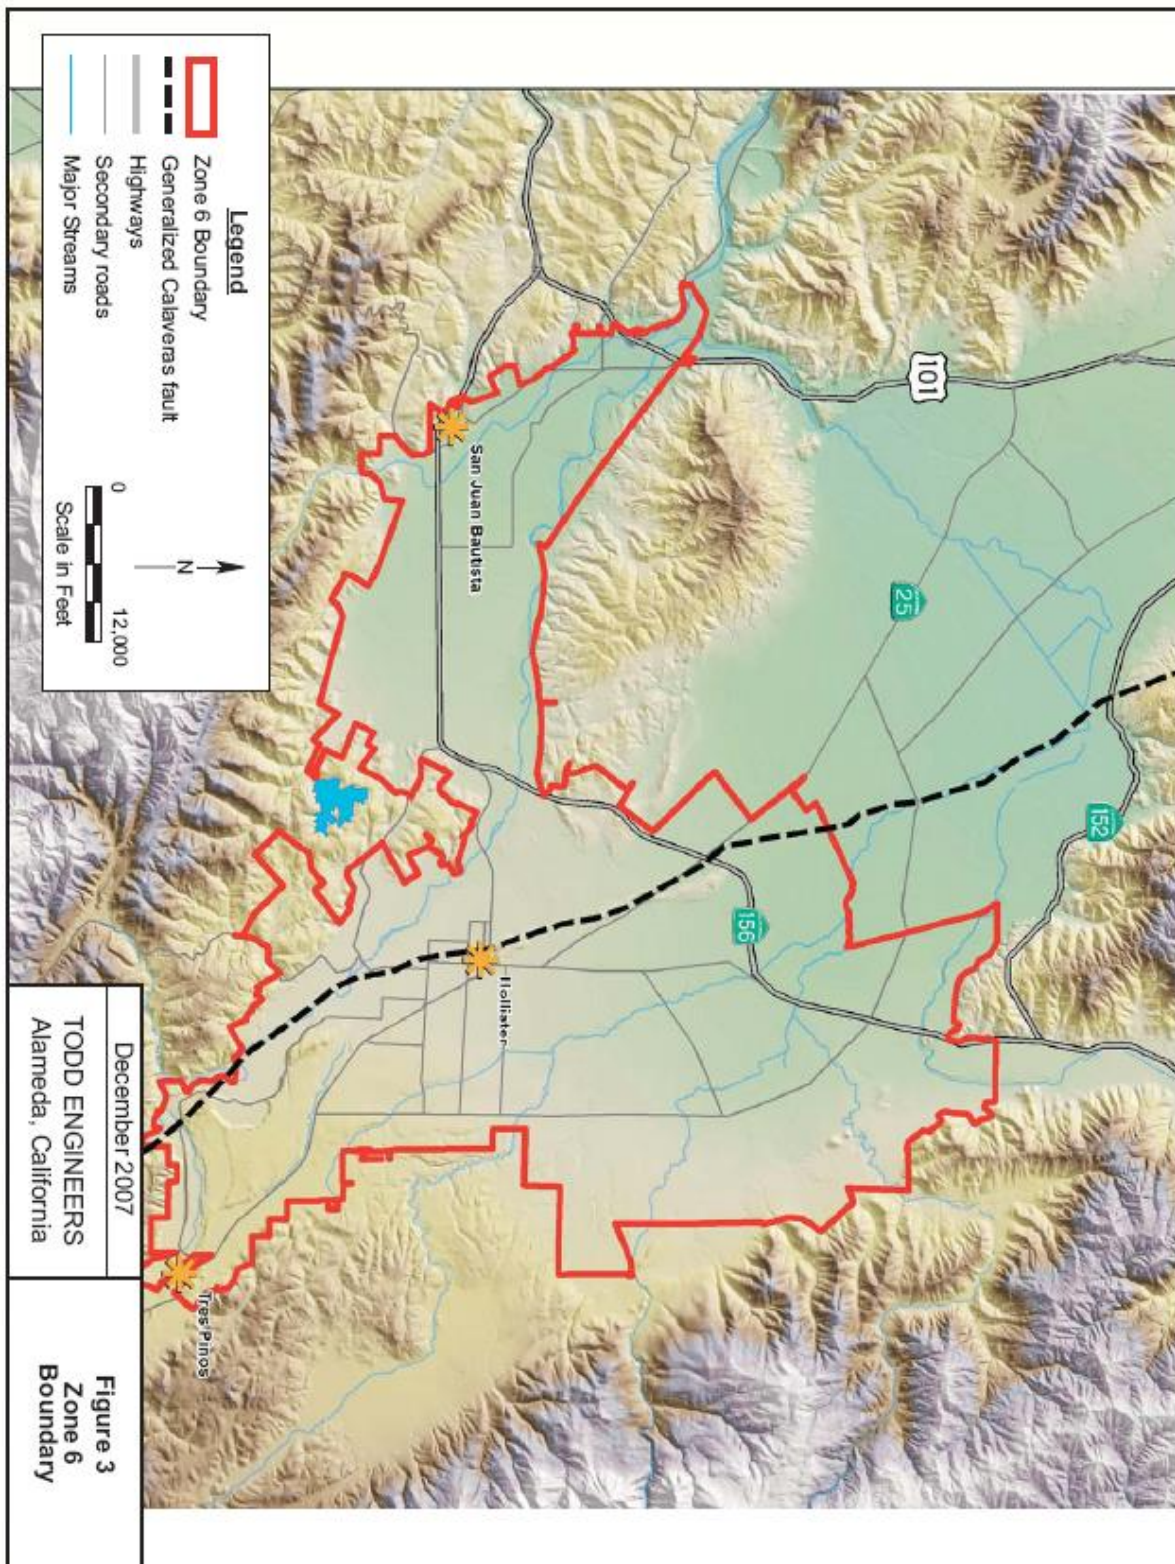 Legend
Zone 6 Boundary
Generalized Calaveras fault
Highways
Secondary roads
Major Streams
N
0 12,000
Scale in Feet
101
25
152
156
San Juan Bautista
Hollister
Tres Pinos
December 2007
TODD ENGINEERS
Alameda, California
Figure 3
Zone 6
Boundary